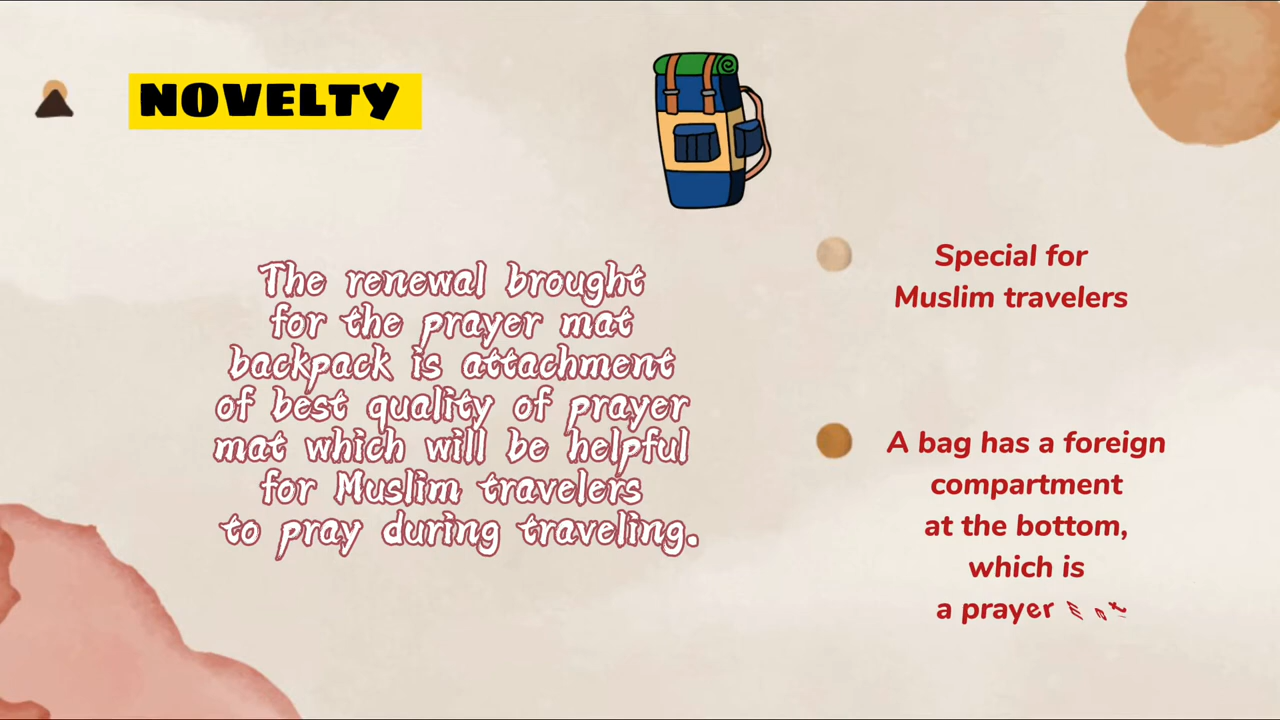 NOVELTY
The renewal brought
for the prayer mat
backpack is attachment
of best quality of prayer
mat which will be helpful
for Muslim travelers
to pray during traveling.
Special for
Muslim travelers
A bag has a foreign
compartment
at the bottom,
which is
a prayer